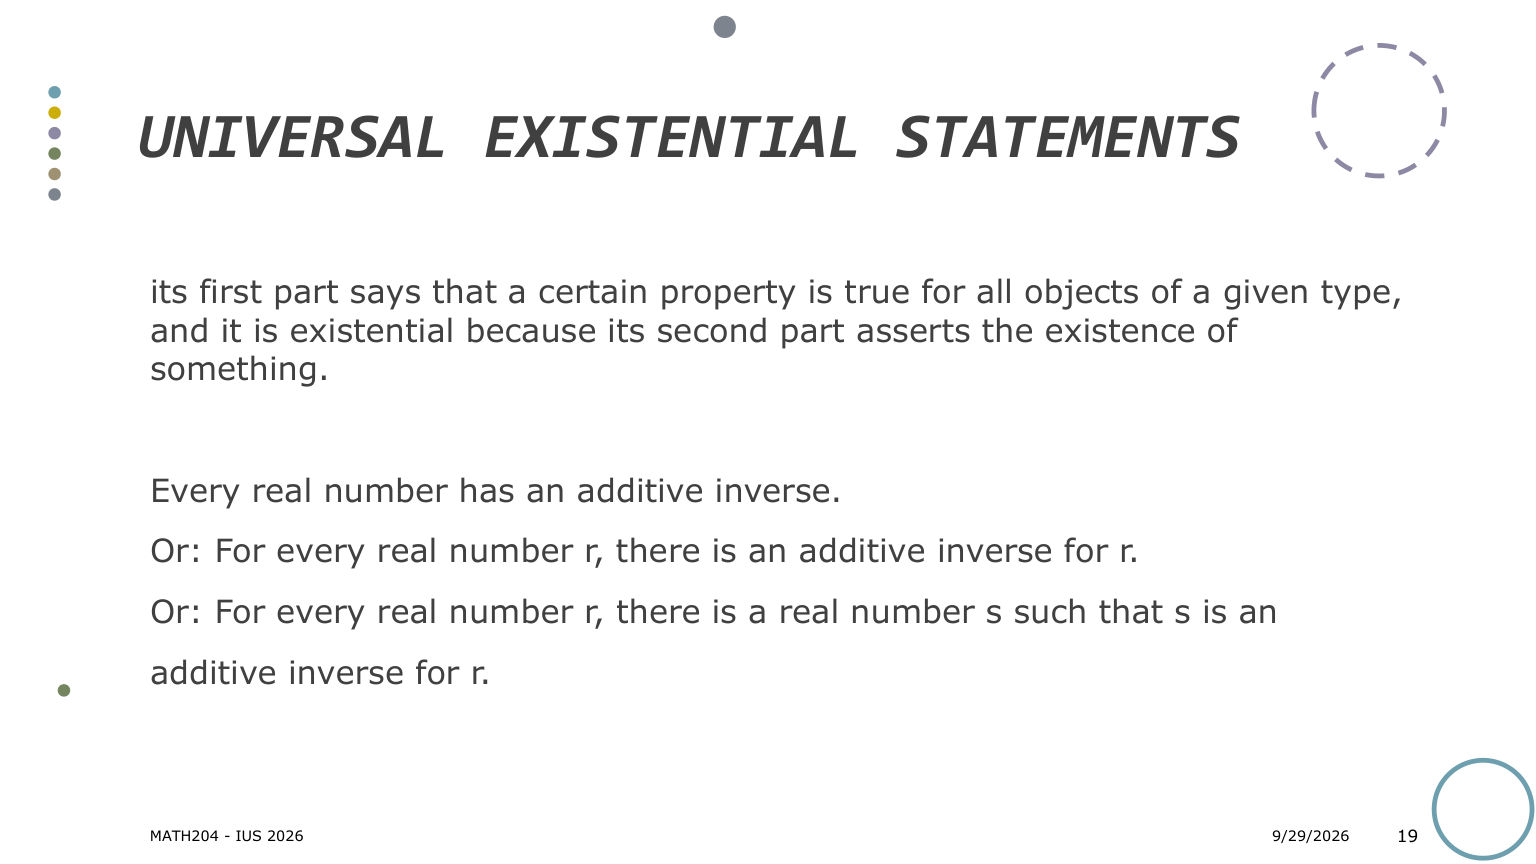 UNIVERSAL EXISTENTIAL STATEMENTS
its first part says that a certain property is true for all objects of a given type,
and it is existential because its second part asserts the existence of
something.
Every real number has an additive inverse.
Or: For every real number r, there is an additive inverse for r.
Or: For every real number r, there is a real number s such that s is an
additive inverse for r.
MATH204 - IUS 2026
9/29/2026
19